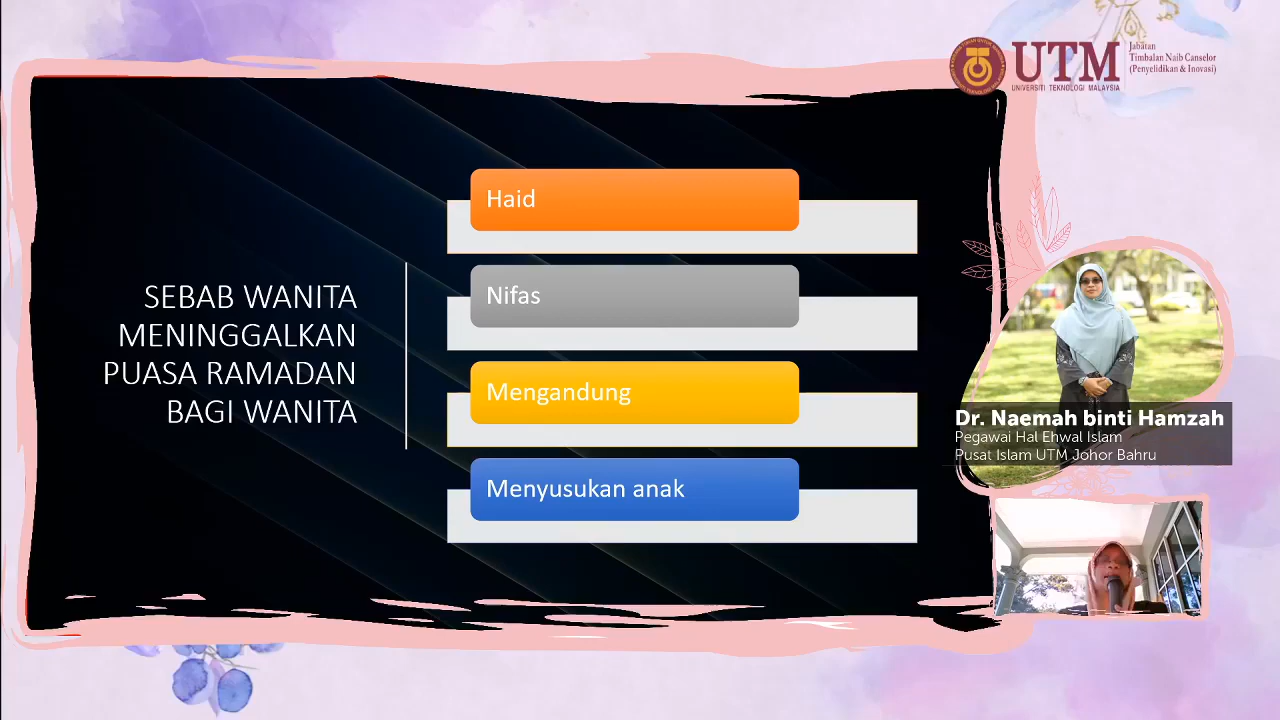 UTM
UNIVERSITI TEKNOLOGI MALAYSIA
Jabatan
Timbalan Naib Canselor
(Penyelidikan & Inovasi)
SEBAB WANITA
MENINGGALKAN
PUASA RAMADAN
BAGI WANITA
Haid
Nifas
Mengandung
Menyusukan anak
Dr. Naemah binti Hamzah
Pegawai Hal Ehwal Islam
Pusat Islam UTM Johor Bahru